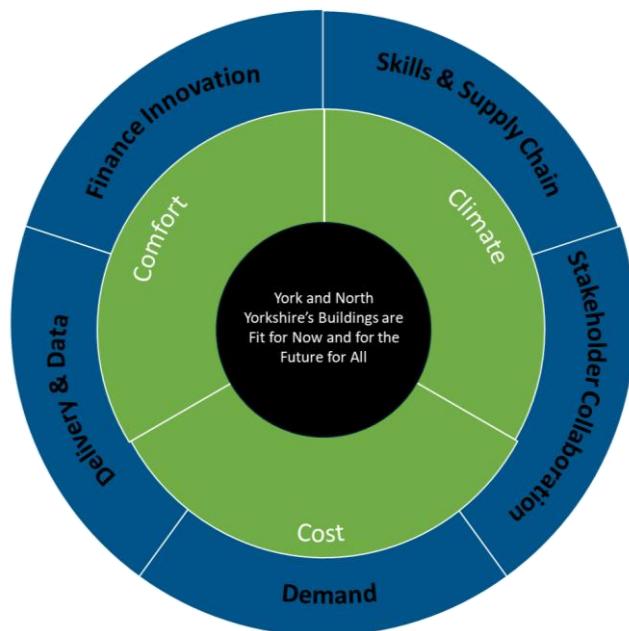 Finance Innovation
Skills & Supply Chain
Comfort
Climate
York and North
Yorkshire's Buildings are
Fit for Now and for the
Future for All
Delivery & Data
Stakeholder Collaboration
Cost
Demand